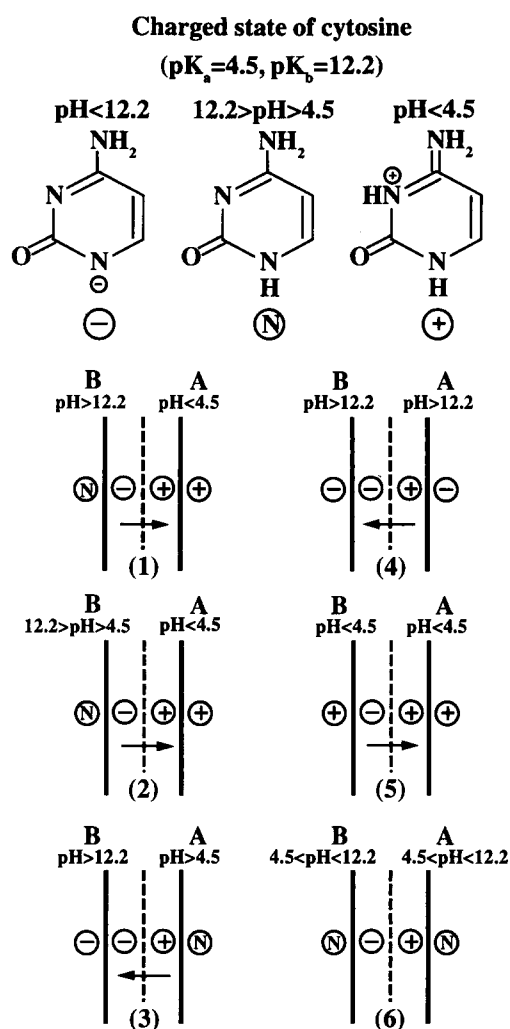 Charged state of cytosine
(pKa=4.5, pKb=12.2)
pH<12.2 12.2>pH>4.5 pH<4.5
NH2 NH2 NH2
N N HN ⊕
O N O N O N
⊖ H H
⊖ Ⓝ ⊕
B A B A
pH>12.2 pH<4.5 pH>12.2 pH>12.2
Ⓝ ⊖ ⊕ ⊕ ⊖ ⊖ ⊕ ⊖
(1) (4)
B A B A
12.2>pH>4.5 pH<4.5 pH<4.5 pH<4.5
Ⓝ ⊖ ⊕ ⊕ ⊕ ⊖ ⊕ ⊕
(2) (5)
B A B A
pH>12.2 pH>4.5 4.5<pH<12.2 4.5<pH<12.2
⊖ ⊖ ⊕ Ⓝ Ⓝ ⊖ ⊕ Ⓝ
(3) (6)